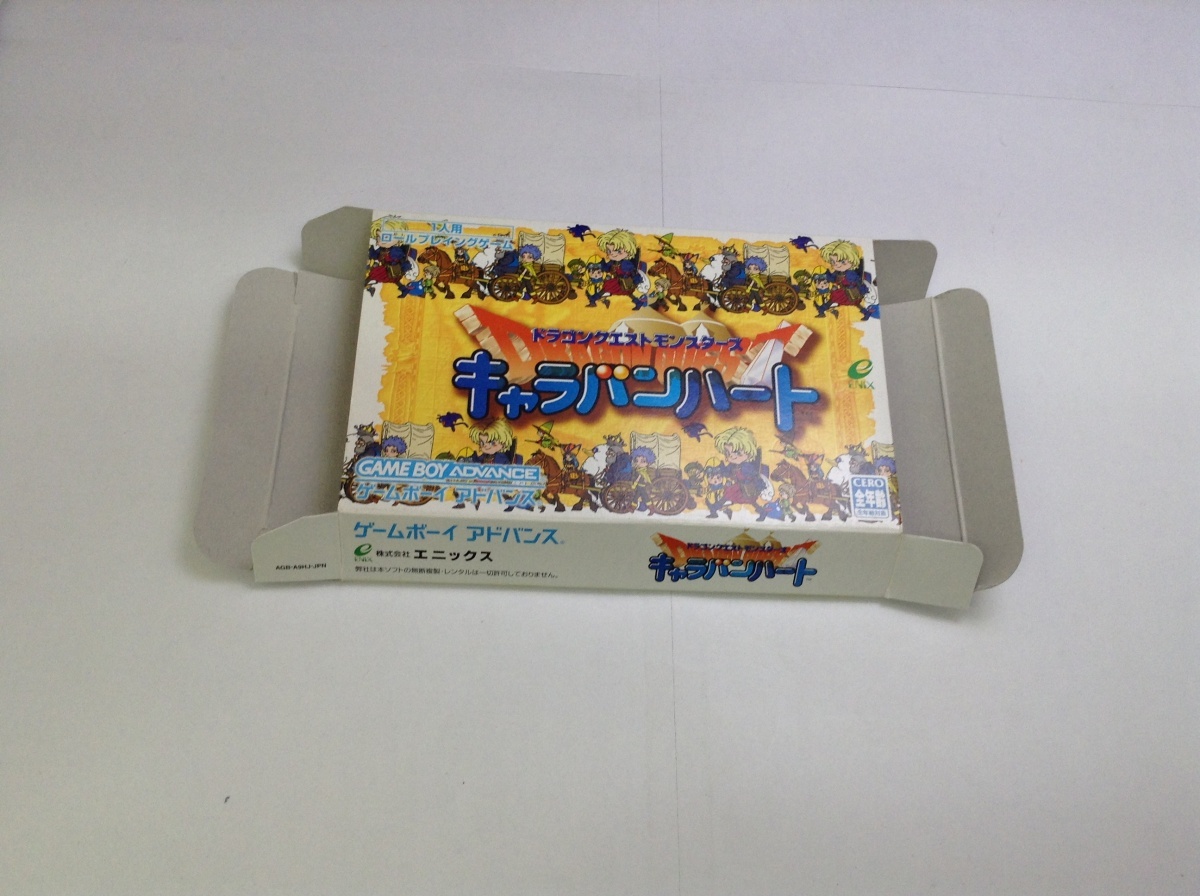 1人用
ロールプレイングゲーム
ドラゴンクエストモンスターズ
DRAGON QUEST
キャラバンハート
ENIX
GAME BOY ADVANCE
ゲームボーイ アドバンス
CERO
全年齢
ゲームボーイ アドバンス
ENIX
株式会社 エニックス
弊社は本ソフトの無断複製・レンタルは一切許可しておりません。
AGB-A9HJ-JPN
ドラゴンクエストモンスターズ
キャラバンハート